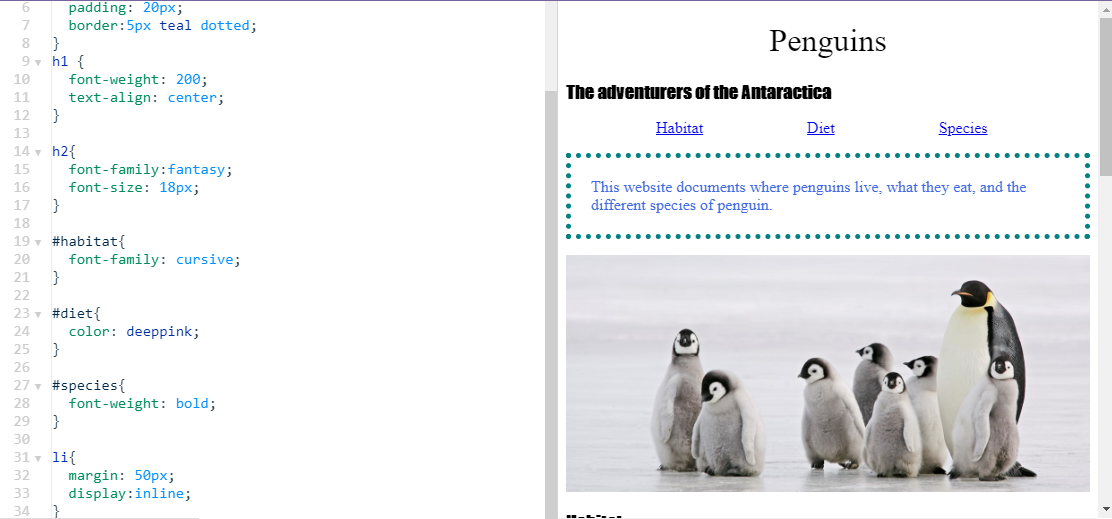 6 padding: 20px;
7 border:5px teal dotted;
8 }
9 h1 {
10 font-weight: 200;
11 text-align: center;
12 }
13
14 h2{
15 font-family:fantasy;
16 font-size: 18px;
17 }
18
19 #habitat{
20 font-family: cursive;
21 }
22
23 #diet{
24 color: deeppink;
25 }
26
27 #species{
28 font-weight: bold;
29 }
30
31 li{
32 margin: 50px;
33 display:inline;
34 }
Penguins
The adventurers of the Antaractica
Habitat Diet Species
This website documents where penguins live, what they eat, and the
different species of penguin.